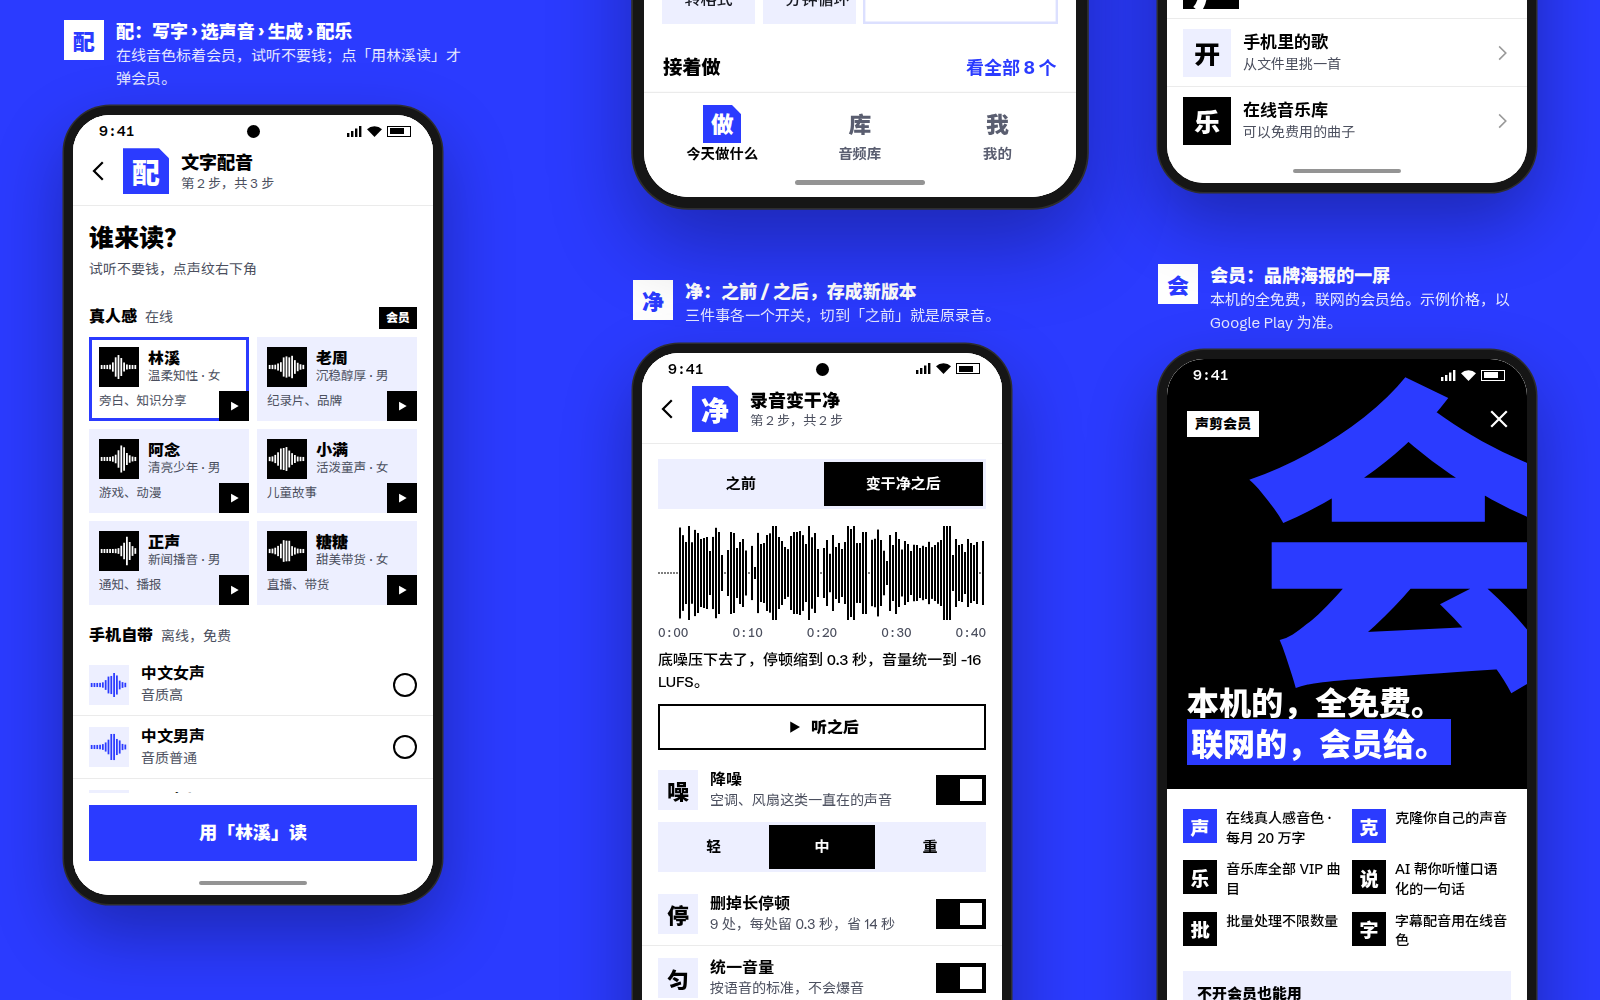 配
配：写字›选声音›生成›配乐
在线音色标着会员，试听不要钱；点「用林溪读」才
弹会员。
9:41
配
文字配音
第2步，共3步
谁来读？
试听不要钱，点声纹右下角
真人感 在线
会员
林溪
温柔知性·女
旁白、知识分享
老周
沉稳醇厚·男
纪录片、品牌
阿念
清亮少年·男
游戏、动漫
小满
活泼童声·女
儿童故事
正声
新闻播音·男
通知、播报
糖糖
甜美带货·女
直播、带货
手机自带 离线，免费
中文女声
音质高
中文男声
音质普通
用「林溪」读
接着做
看全部 8 个
做
今天做什么
库
音频库
我
我的
净
净：之前 / 之后，存成新版本
三件事各一个开关，切到「之前」就是原录音。
9:41
净
录音变干净
第2步，共2步
之前
变干净之后
0:00
0:10
0:20
0:30
0:40
底噪压下去了，停顿缩到 0.3 秒，音量统一到 -16
LUFS。
听之后
噪
降噪
空调、风扇这类一直在的声音
轻
中
重
停
删掉长停顿
9 处，每处留 0.3 秒，省 14 秒
匀
统一音量
按语音的标准，不会爆音
开
手机里的歌
从文件里挑一首
乐
在线音乐库
可以免费用的曲子
会
会员：品牌海报的一屏
本机的全免费，联网的会员给。示例价格，以
Google Play 为准。
9:41
声剪会员
会
本机的，全免费。
联网的，会员给。
声
在线真人感音色·
每月 20 万字
克
克隆你自己的声音
乐
音乐库全部 VIP 曲
目
说
AI 帮你听懂口语
化的一句话
批
批量处理不限数量
字
字幕配音用在线音
色
不开会员也能用